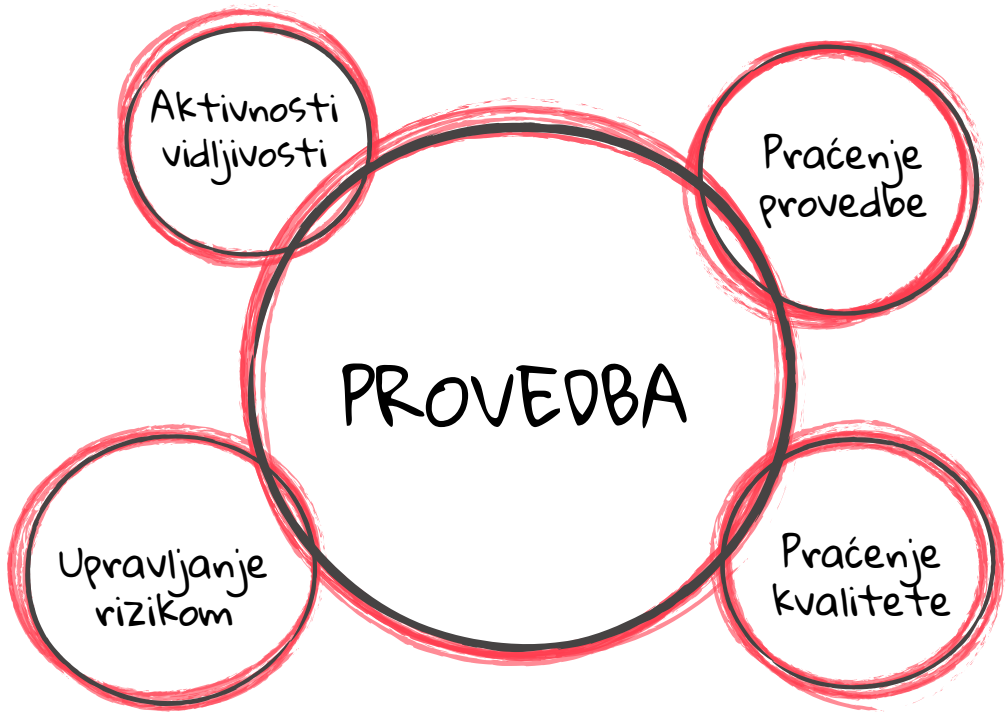 Aktivnosti
vidljivosti
Praćenje
provedbe
PROVEDBA
Upravljanje
rizikom
Praćenje
kvalitete